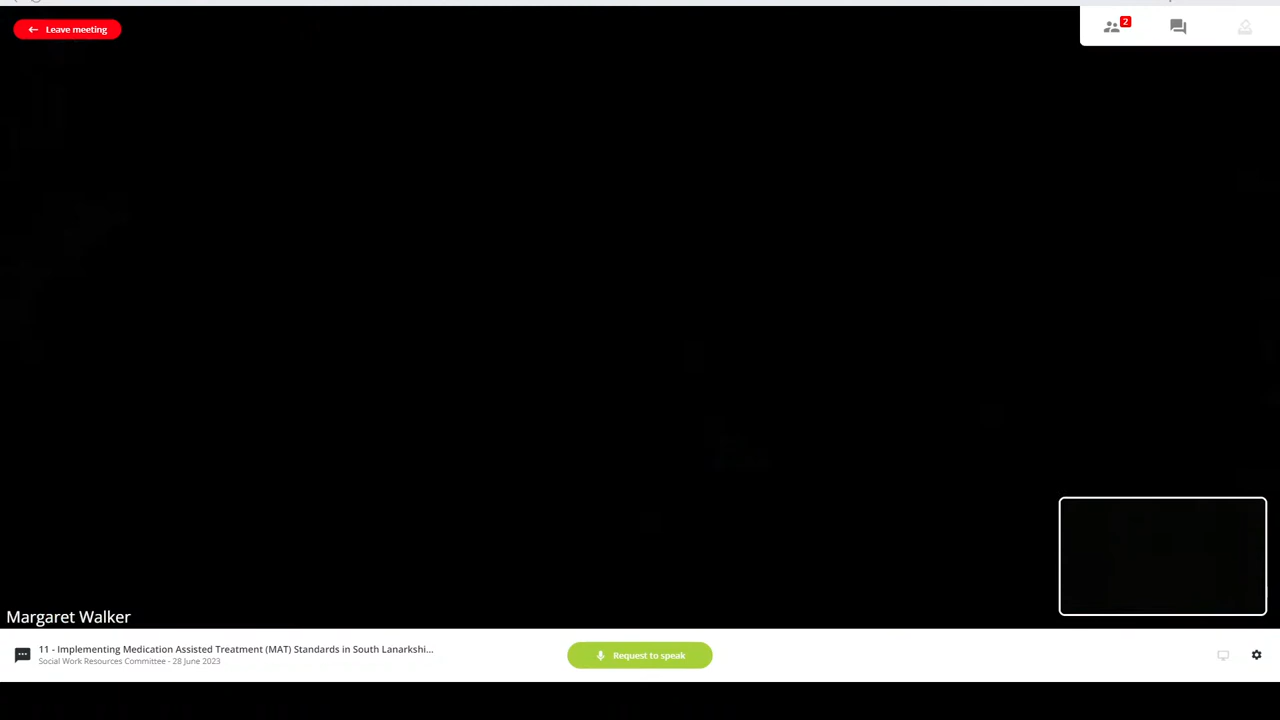 Leave meeting
2
Margaret Walker
11 - Implementing Medication Assisted Treatment (MAT) Standards in South Lanarkshi...
Social Work Resources Committee - 28 June 2023
Request to speak